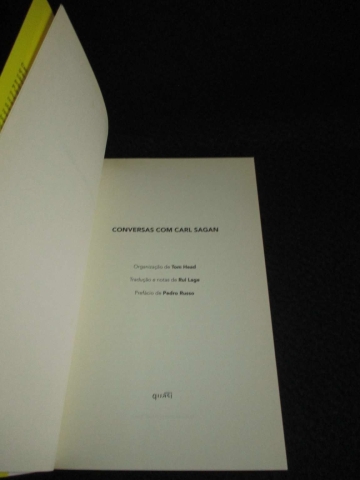 CONVERSAS COM CARL SAGAN
Organização de Tom Head
Tradução e notas de Rui Lage
Prefácio de Pedro Russo
quasi